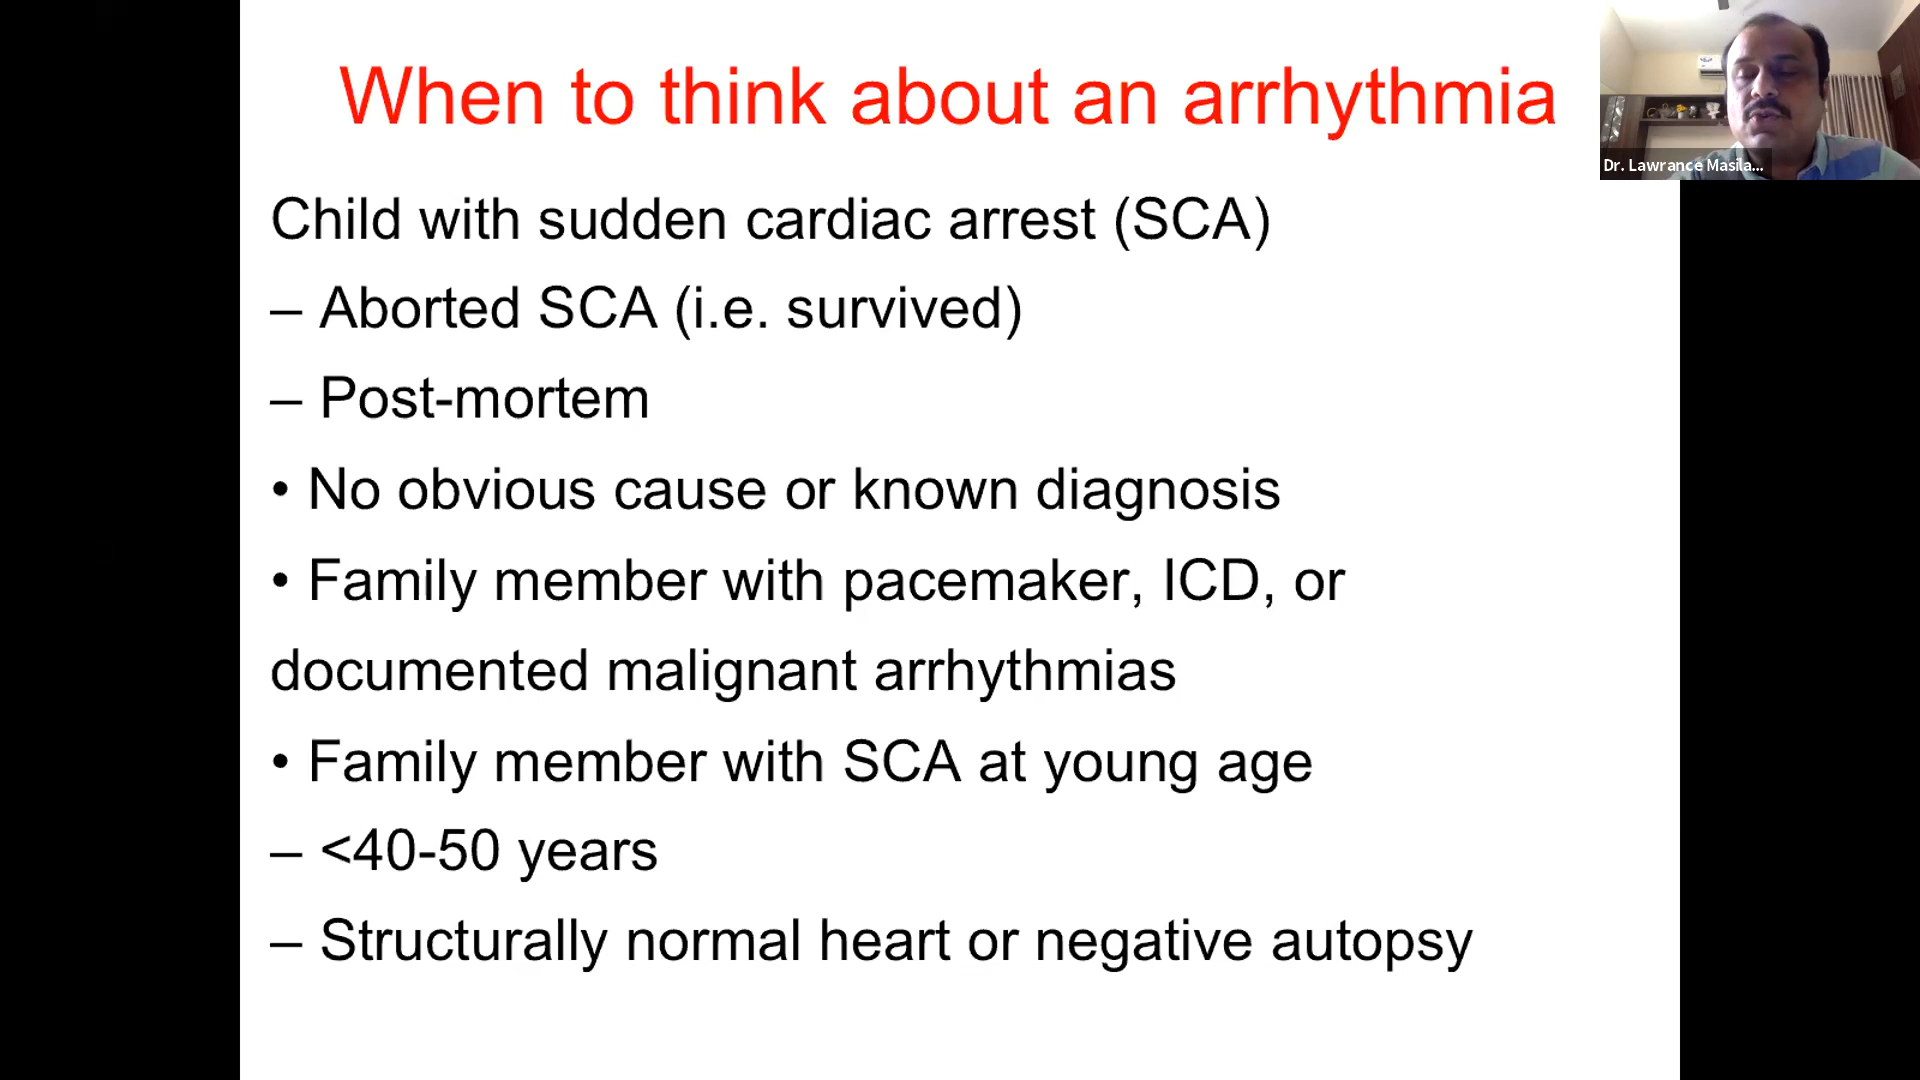 When to think about an arrhythmia
Dr. Lawrance Masila...
Child with sudden cardiac arrest (SCA)
– Aborted SCA (i.e. survived)
– Post-mortem
• No obvious cause or known diagnosis
• Family member with pacemaker, ICD, or
documented malignant arrhythmias
• Family member with SCA at young age
– <40-50 years
– Structurally normal heart or negative autopsy